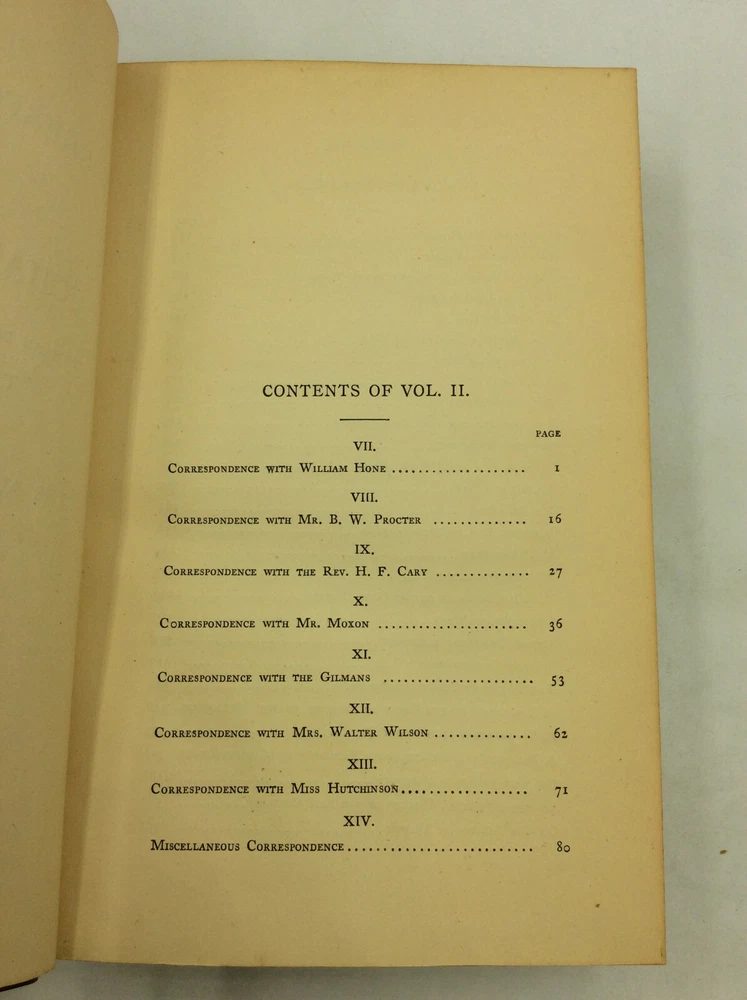 CONTENTS OF VOL. II.
PAGE
VII.
CORRESPONDENCE WITH WILLIAM HONE .................... 1
VIII.
CORRESPONDENCE WITH MR. B. W. PROCTER .............. 16
IX.
CORRESPONDENCE WITH THE REV. H. F. CARY .............. 27
X.
CORRESPONDENCE WITH MR. MOXON ...................... 36
XI.
CORRESPONDENCE WITH THE GILMANS ....................... 53
XII.
CORRESPONDENCE WITH MRS. WALTER WILSON .............. 62
XIII.
CORRESPONDENCE WITH MISS HUTCHINSON.................. 71
XIV.
MISCELLANEOUS CORRESPONDENCE.......................... 80